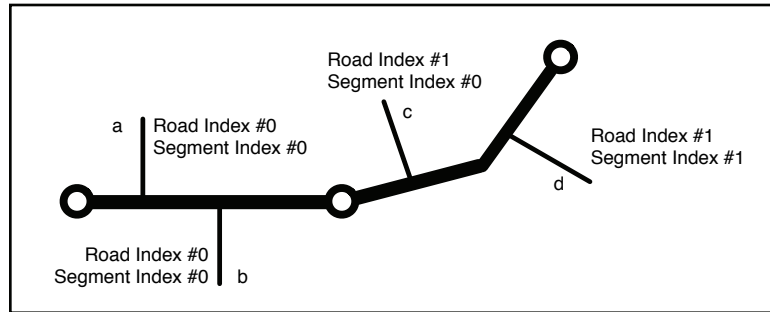 Road Index #1
Segment Index #0
c
a
Road Index #0
Segment Index #0
Road Index #1
Segment Index #1
d
Road Index #0
Segment Index #0
b